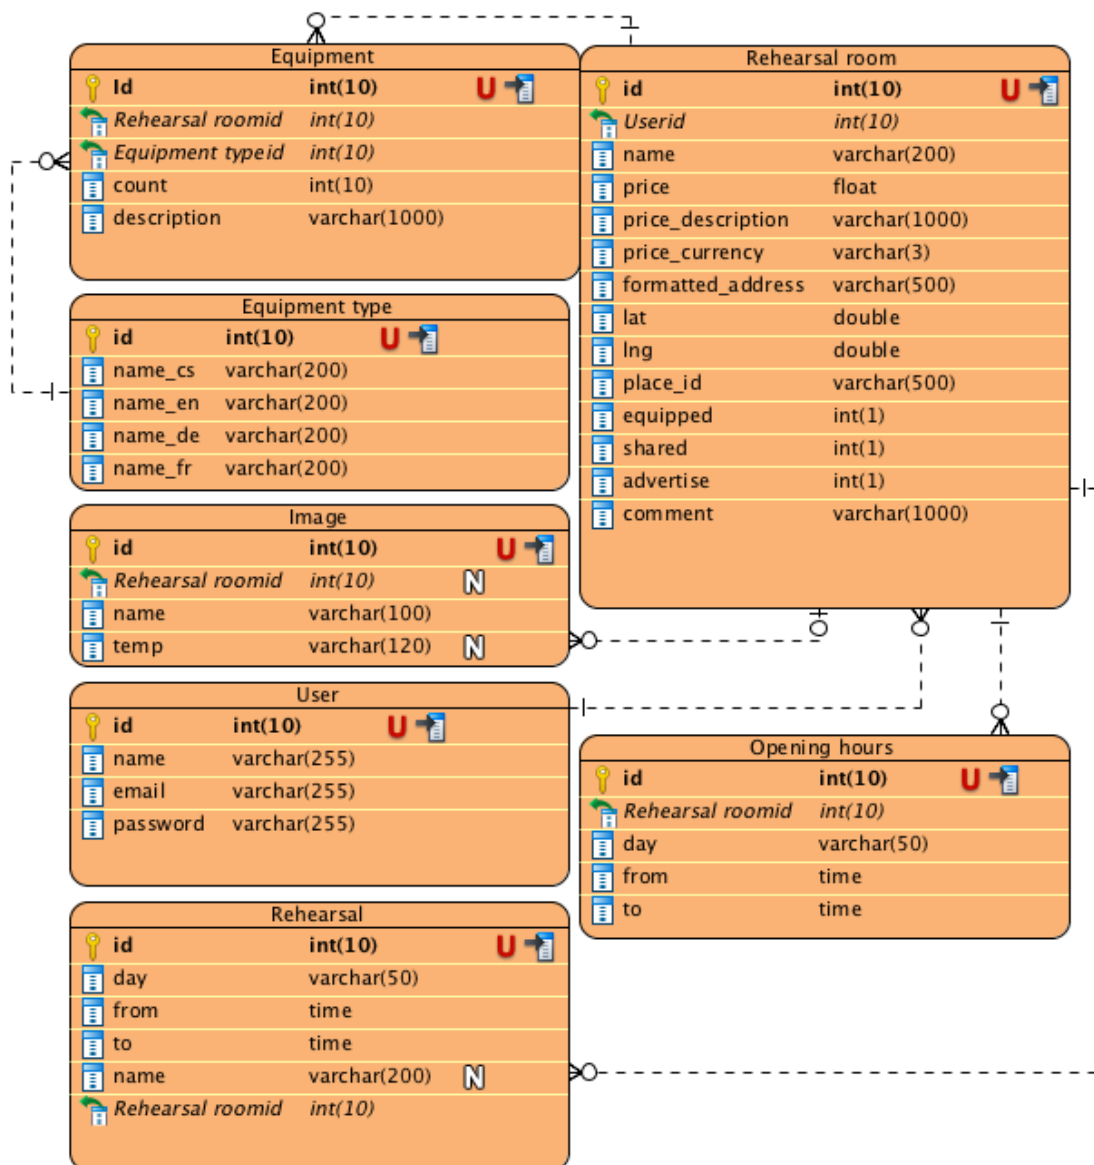 Equipment
Id int(10) U
Rehearsal roomid int(10)
Equipment typeid int(10)
count int(10)
description varchar(1000)
Equipment type
id int(10) U
name_cs varchar(200)
name_en varchar(200)
name_de varchar(200)
name_fr varchar(200)
Image
id int(10) U
Rehearsal roomid int(10) N
name varchar(100)
temp varchar(120) N
User
id int(10) U
name varchar(255)
email varchar(255)
password varchar(255)
Rehearsal
id int(10) U
day varchar(50)
from time
to time
name varchar(200) N
Rehearsal roomid int(10)
Rehearsal room
id int(10) U
Userid int(10)
name varchar(200)
price float
price_description varchar(1000)
price_currency varchar(3)
formatted_address varchar(500)
lat double
lng double
place_id varchar(500)
equipped int(1)
shared int(1)
advertise int(1)
comment varchar(1000)
Opening hours
id int(10) U
Rehearsal roomid int(10)
day varchar(50)
from time
to time